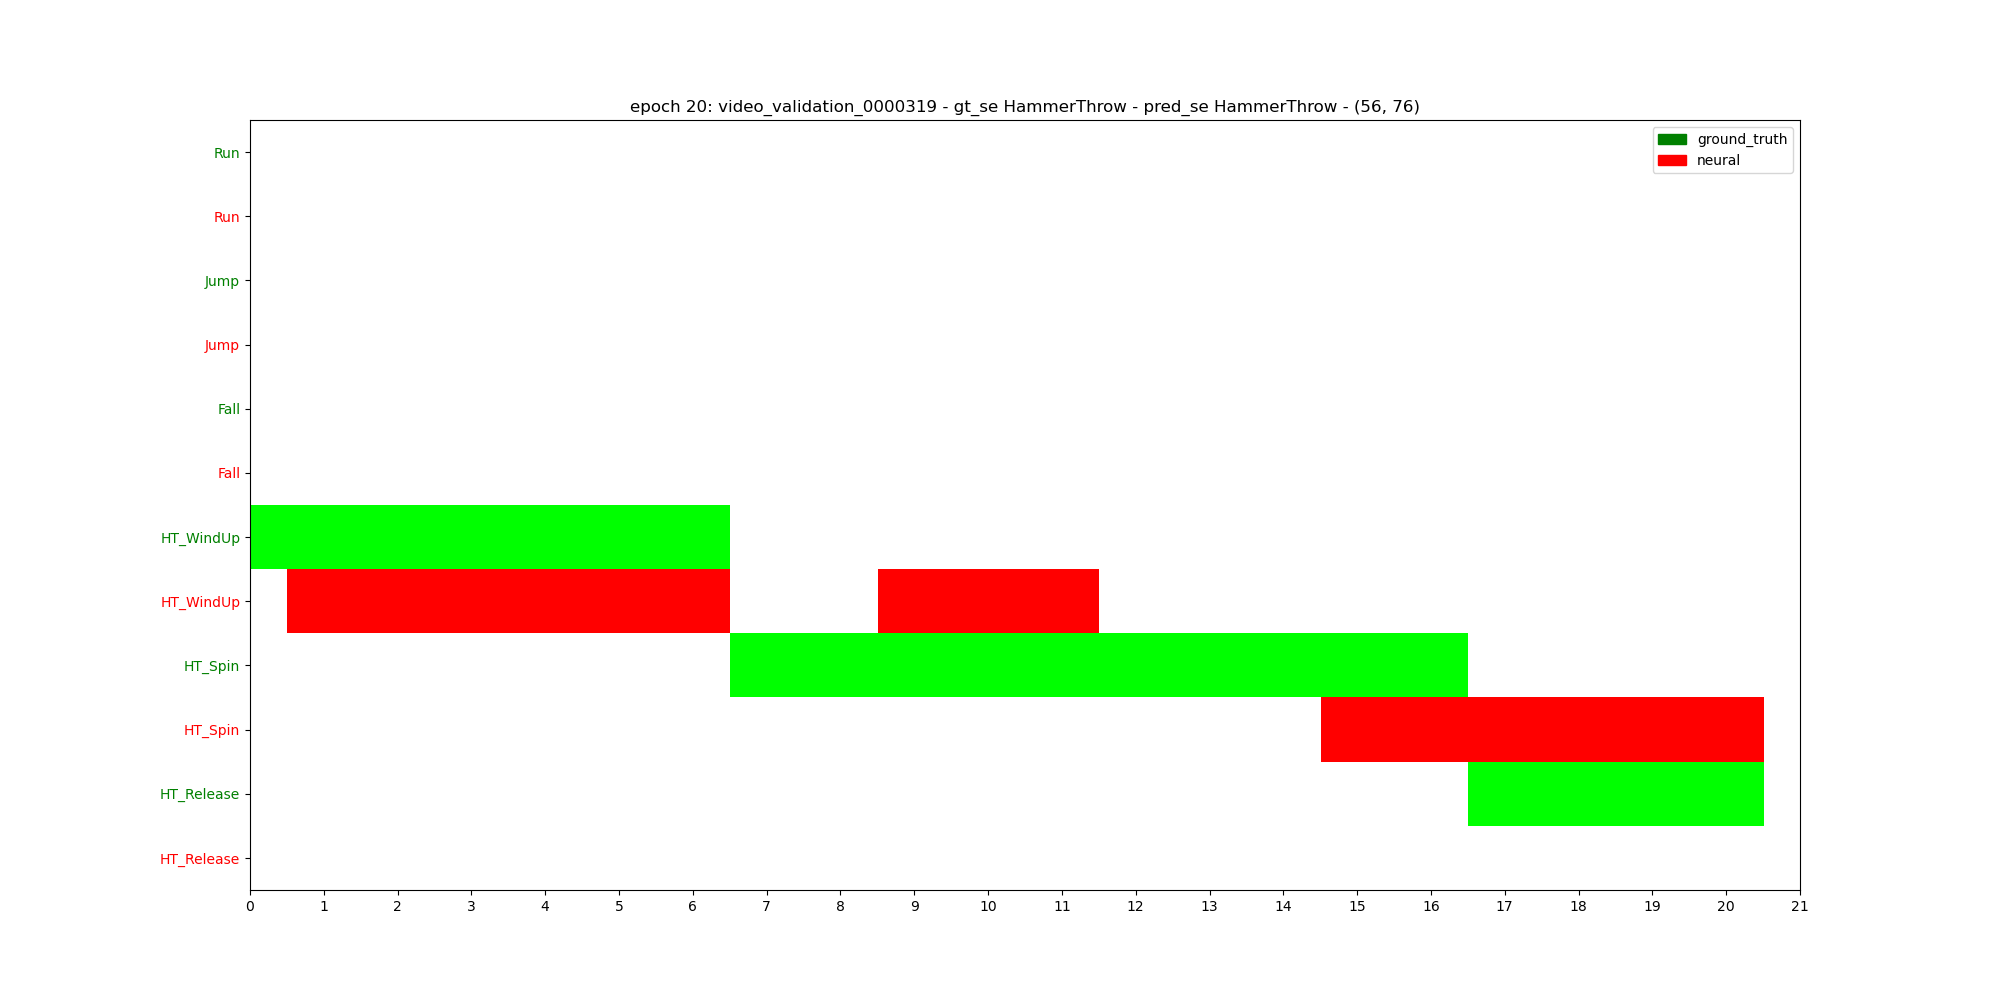 epoch 20: video_validation_0000319 - gt_se HammerThrow - pred_se HammerThrow - (56, 76)
ground_truth
neural
Run
Run
Jump
Jump
Fall
Fall
HT_WindUp
HT_WindUp
HT_Spin
HT_Spin
HT_Release
HT_Release
0 1 2 3 4 5 6 7 8 9 10 11 12 13 14 15 16 17 18 19 20 21